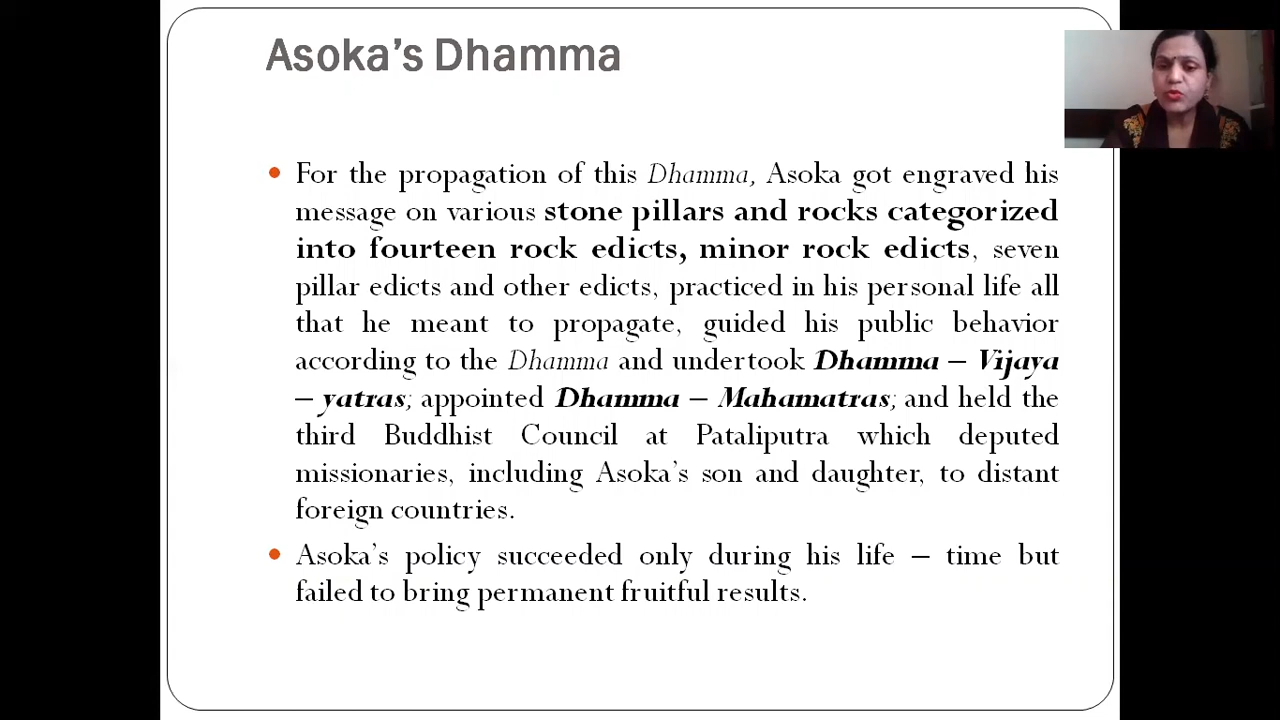 Asoka's Dhamma
For the propagation of this Dhamma, Asoka got engraved his
message on various stone pillars and rocks categorized
into fourteen rock edicts, minor rock edicts, seven
pillar edicts and other edicts, practiced in his personal life all
that he meant to propagate, guided his public behavior
according to the Dhamma and undertook Dhamma – Vijaya
– yatras; appointed Dhamma – Mahamatras; and held the
third Buddhist Council at Pataliputra which deputed
missionaries, including Asoka's son and daughter, to distant
foreign countries.
Asoka's policy succeeded only during his life – time but
failed to bring permanent fruitful results.